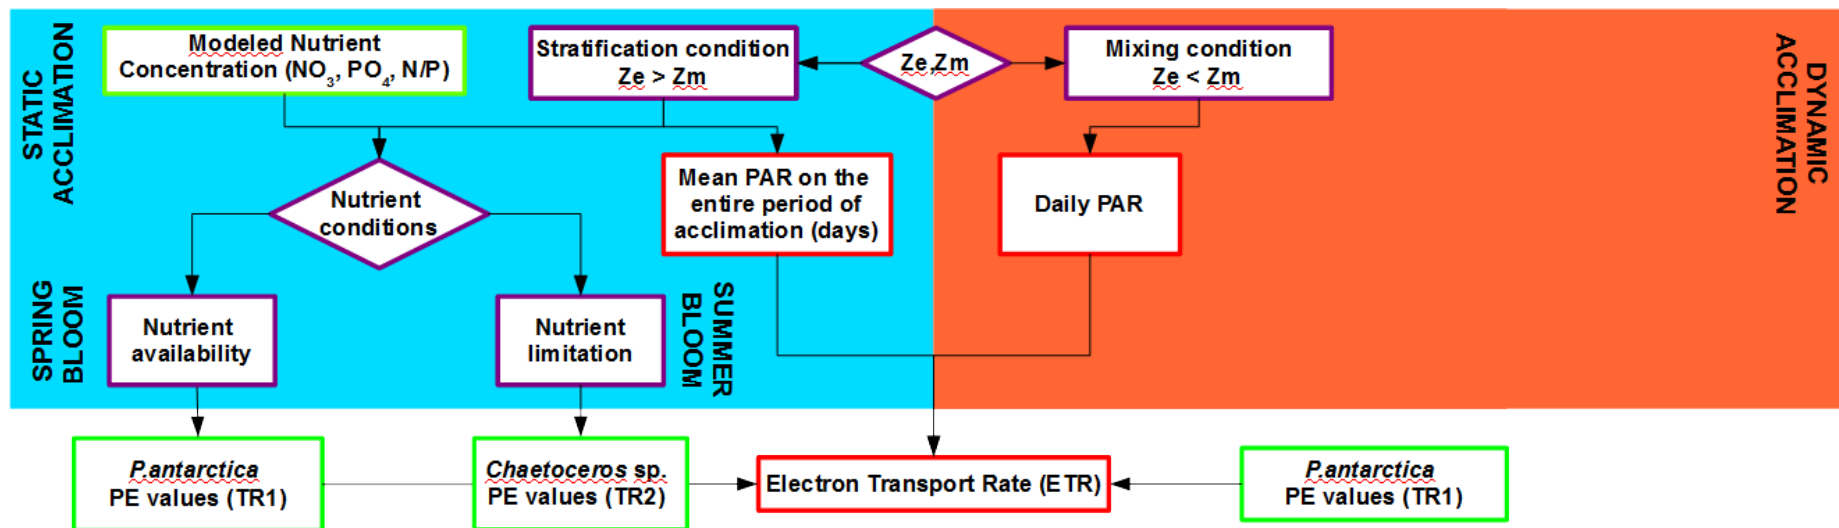 STATIC
ACCLIMATION
Modeled Nutrient
Concentration (NO3, PO4, N/P)
Stratification condition
Ze > Zm
Ze,Zm
Mixing condition
Ze < Zm
DYNAMIC
ACCLIMATION
Nutrient
conditions
Mean PAR on the
entire period of
acclimation (days)
Daily PAR
SPRING
BLOOM
Nutrient
availability
Nutrient
limitation
SUMMER
BLOOM
P.antarctica
PE values (TR1)
Chaetoceros sp.
PE values (TR2)
Electron Transport Rate (ETR)
P.antarctica
PE values (TR1)